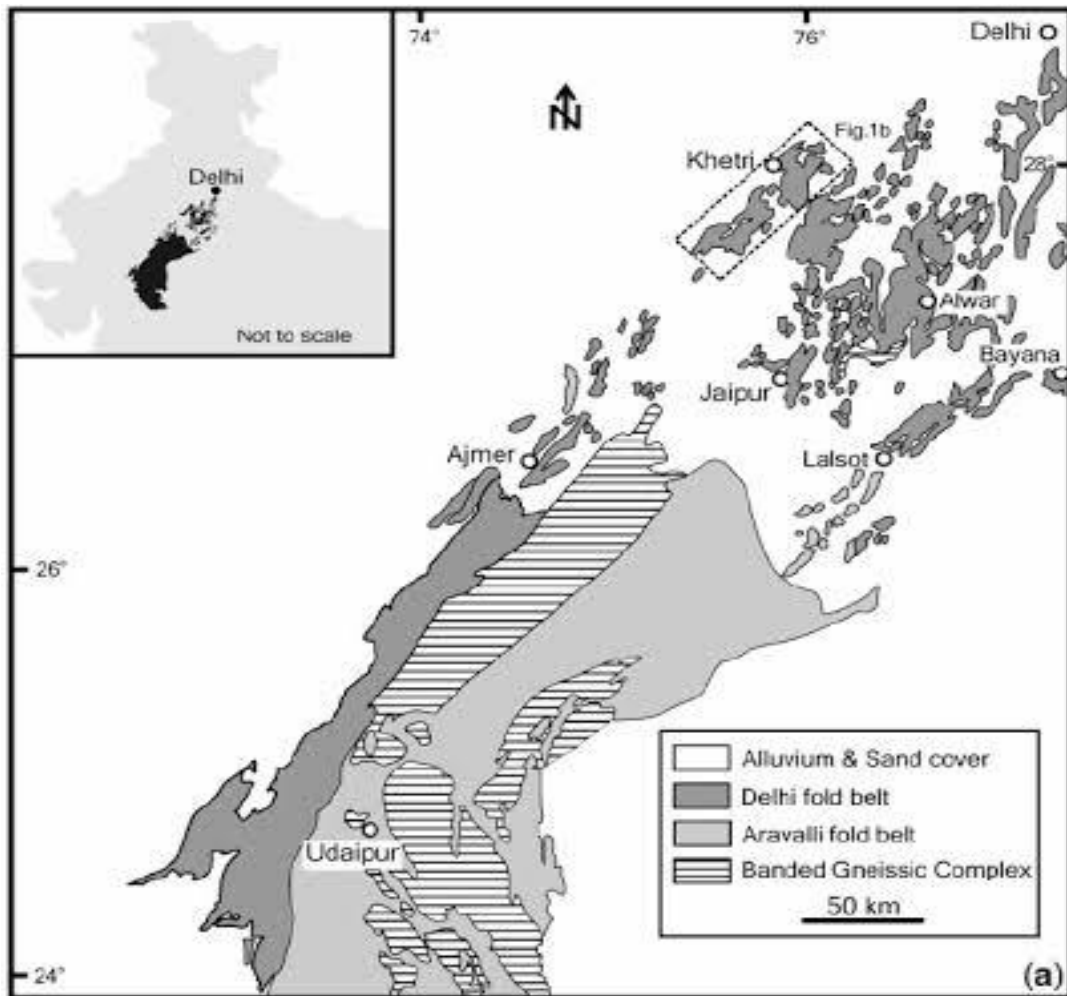 74°
76°
Delhi
N
Fig.1b
Khetri
28°
Delhi
Not to scale
Alwar
Bayana
Jaipur
Ajmer
Lalsot
26°
Alluvium & Sand cover
Delhi fold belt
Aravalli fold belt
Banded Gneissic Complex
50 km
Udaipur
24°
(a)